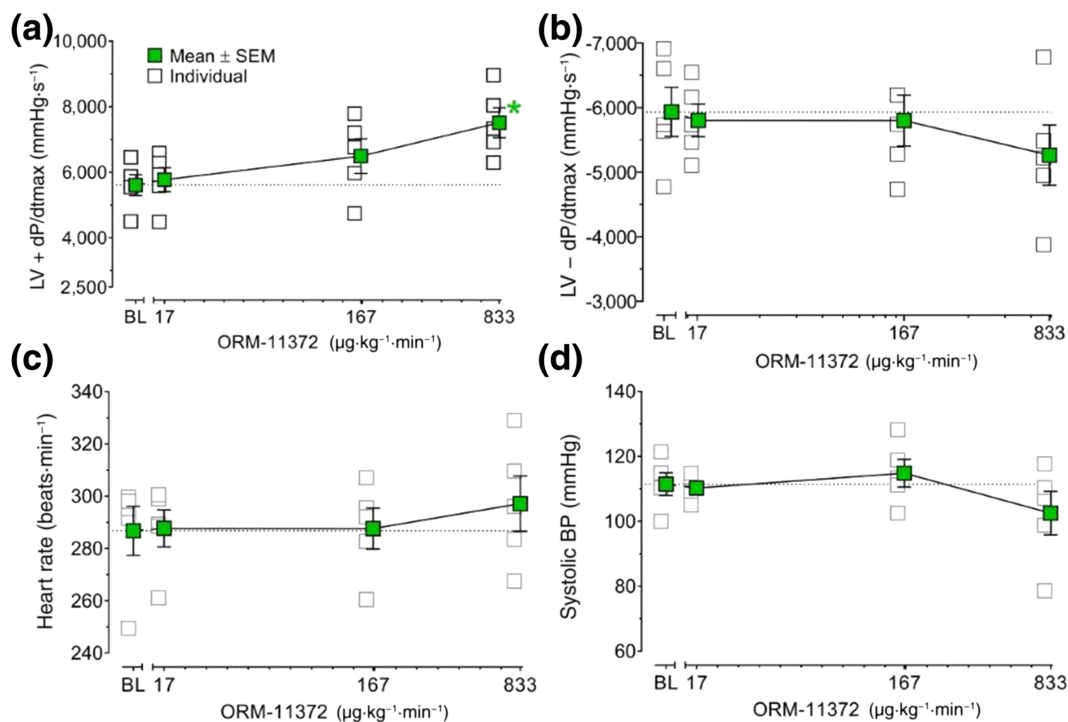 (a)
LV + dP/dtmax (mmHg·s⁻¹)
10,000
8,000
6,000
4,000
2,500
Mean ± SEM
Individual
*
BL 17 167 833
ORM-11372 (µg·kg⁻¹·min⁻¹)
(b)
LV − dP/dtmax (mmHg·s⁻¹)
-7,000
-6,000
-5,000
-4,000
-3,000
BL 17 167 833
ORM-11372 (µg·kg⁻¹·min⁻¹)
(c)
Heart rate (beats·min⁻¹)
340
320
300
280
260
240
BL 17 167 833
ORM-11372 (µg·kg⁻¹·min⁻¹)
(d)
Systolic BP (mmHg)
140
120
100
80
60
BL 17 167 833
ORM-11372 (µg·kg⁻¹·min⁻¹)